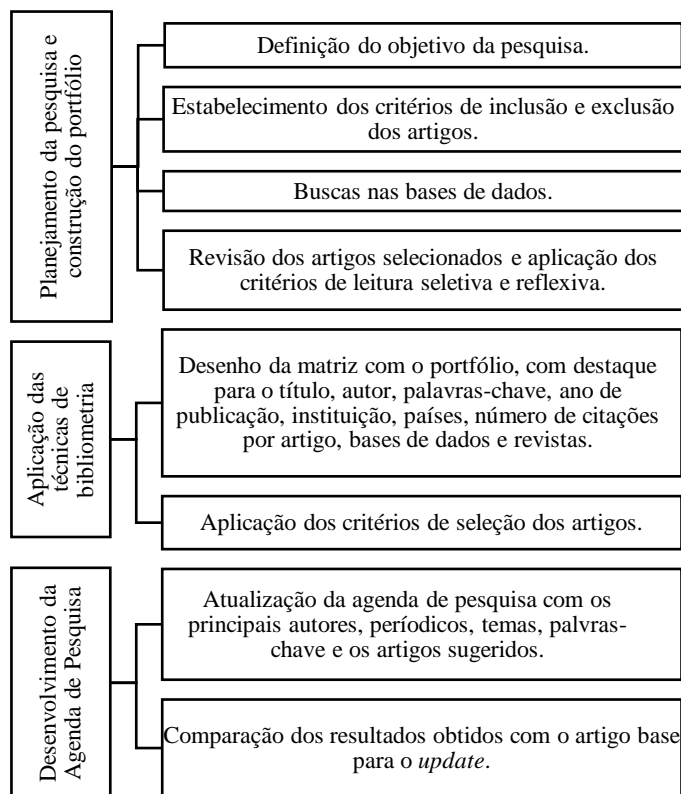 Planejamento da pesquisa e
construção do portfólio
Definição do objetivo da pesquisa.
Estabelecimento dos critérios de inclusão e exclusão
dos artigos.
Buscas nas bases de dados.
Revisão dos artigos selecionados e aplicação dos
critérios de leitura seletiva e reflexiva.
Aplicação das
técnicas de
bibliometria
Desenho da matriz com o portfólio, com destaque
para o título, autor, palavras-chave, ano de
publicação, instituição, países, número de citações
por artigo, bases de dados e revistas.
Aplicação dos critérios de seleção dos artigos.
Desenvolvimento da
Agenda de Pesquisa
Atualização da agenda de pesquisa com os
principais autores, períodicos, temas, palvras-
chave e os artigos sugeridos.
Comparação dos resultados obtidos com o artigo base
para o update.